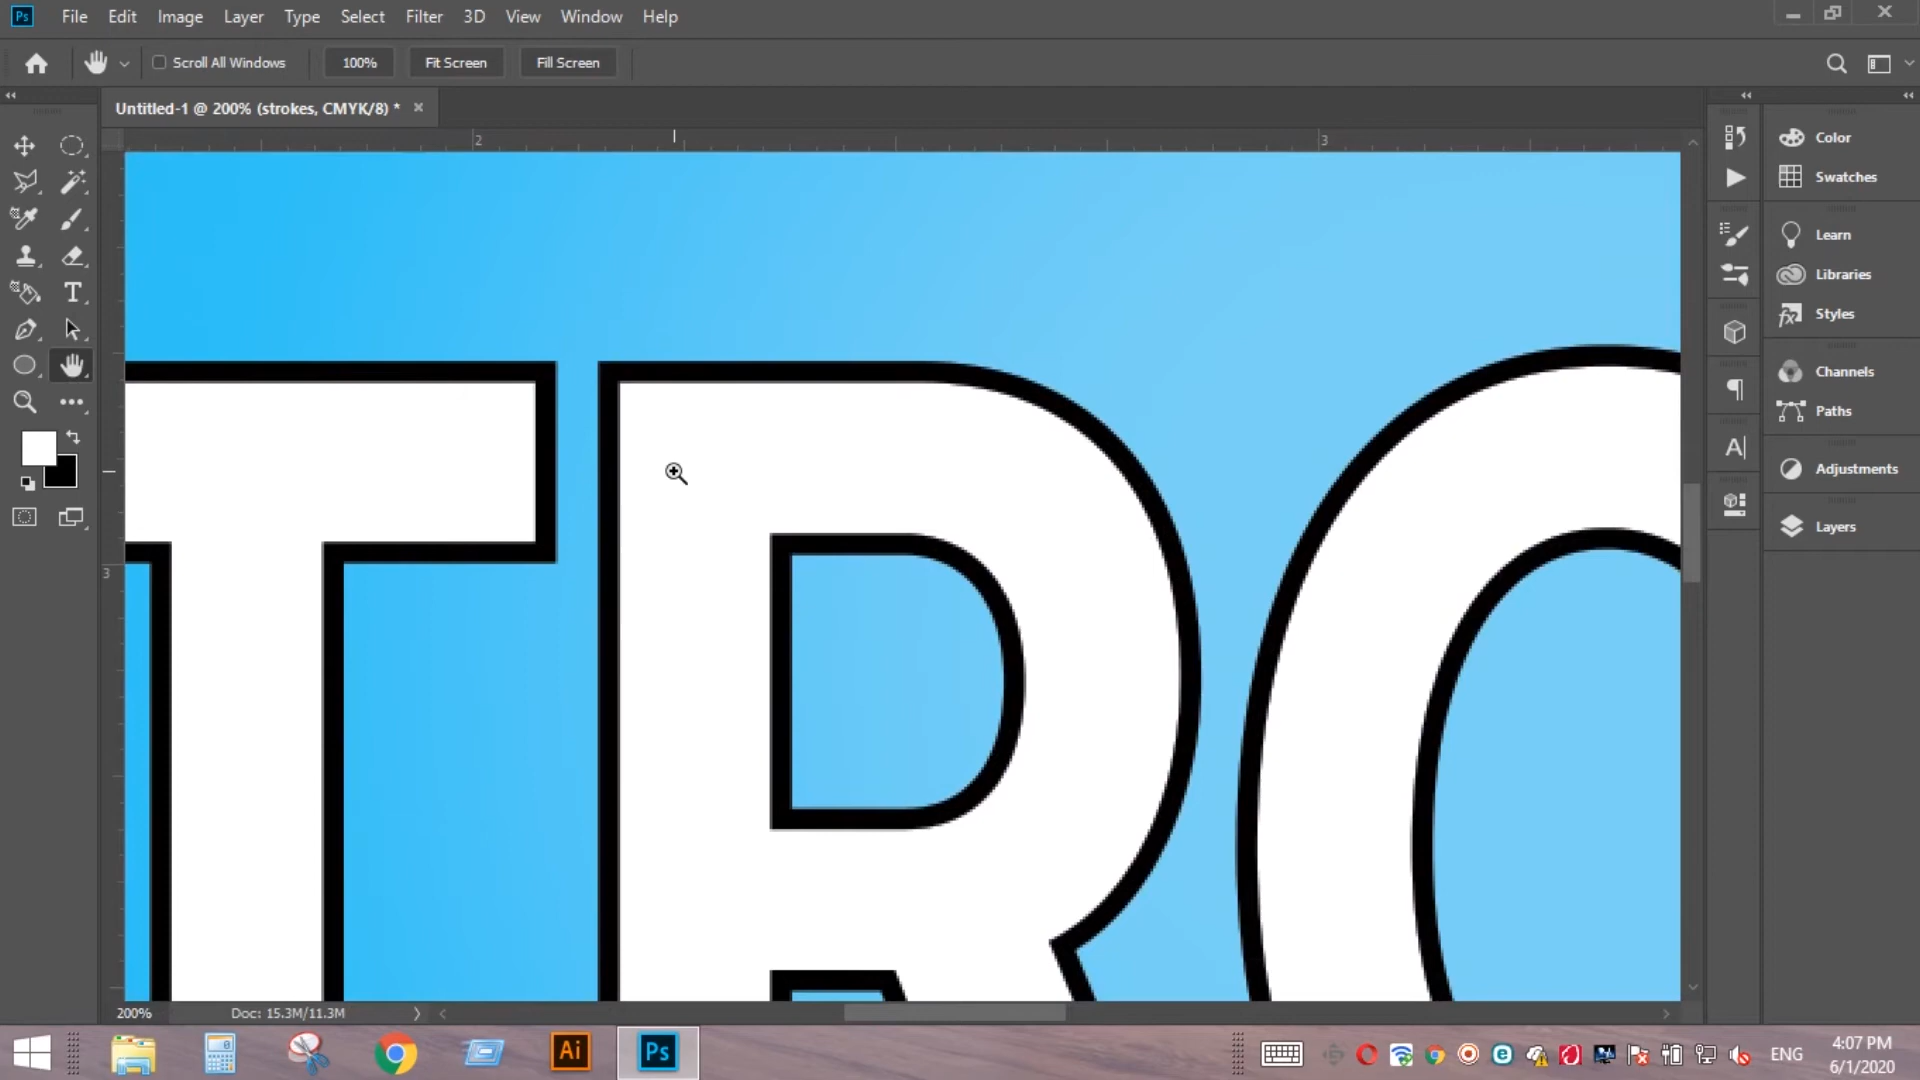 Ps File Edit Image Layer Type Select Filter 3D View Window Help
Scroll All Windows 100% Fit Screen Fill Screen
Untitled-1 @ 200% (strokes, CMYK/8) * ×
2 3
Color
Swatches
Learn
Libraries
Styles
Channels
Paths
Adjustments
Layers
3
TRO
200% Doc: 15.3M/11.3M
Ai Ps ENG 4:07 PM
6/1/2020